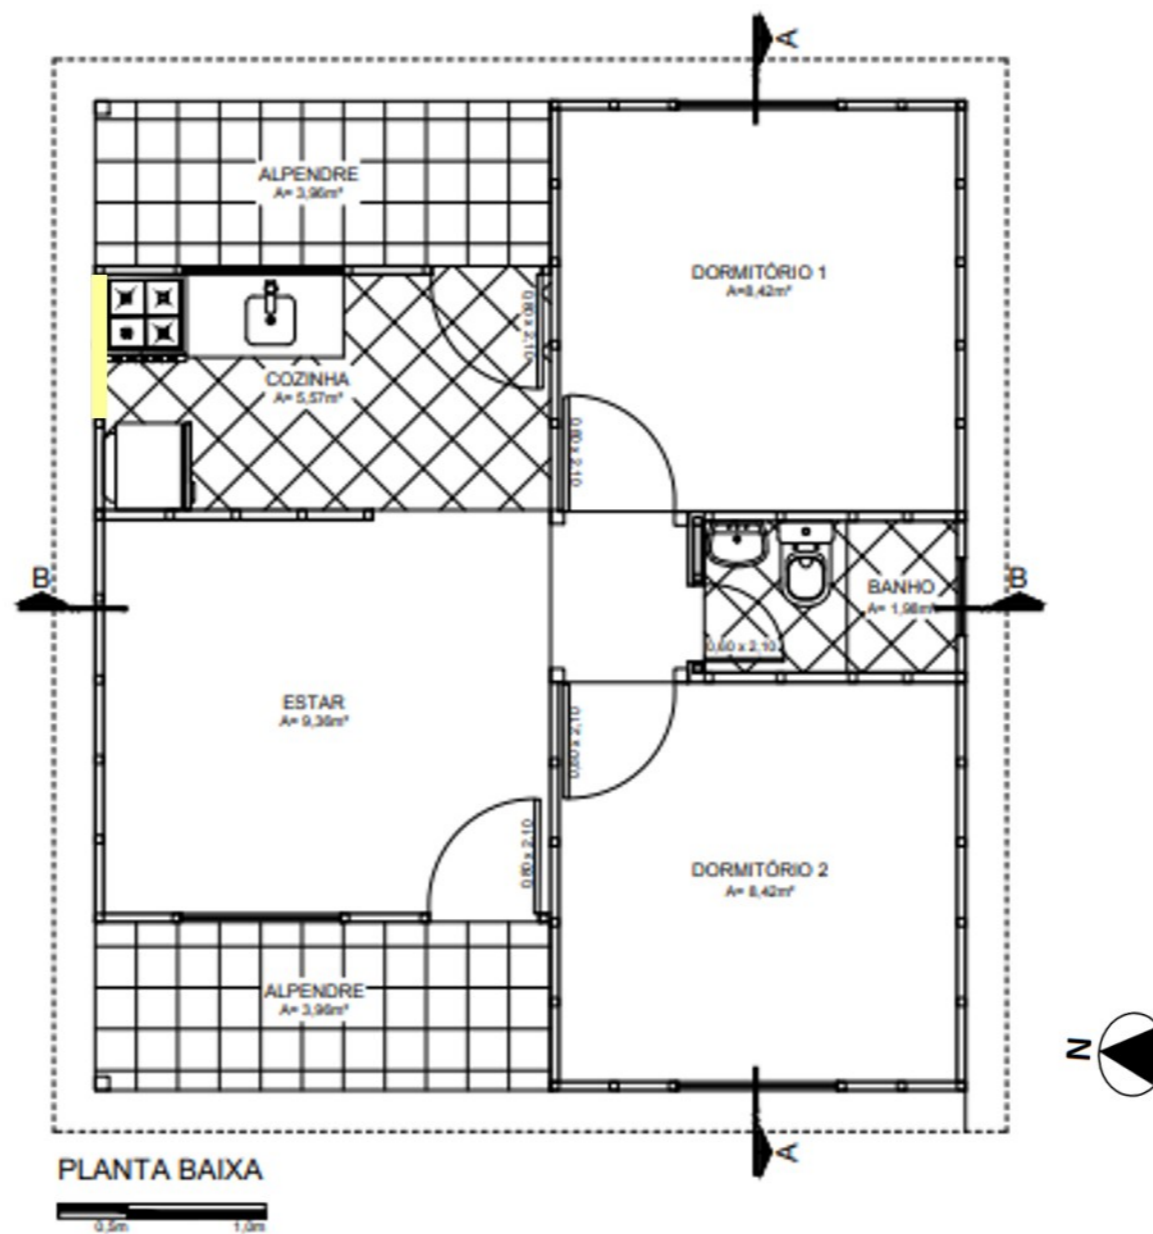 A
ALPENDRE
A= 3,96m²
DORMITÓRIO 1
A=8,42m²
0,80 x 2,10
COZINHA
A= 5,57m²
0,80 x 2,10
B
BANHO
A= 1,98m²
B
0,60 x 2,10
ESTAR
A= 9,36m²
0,80 x 2,10
0,80 x 2,10
DORMITÓRIO 2
A= 8,42m²
ALPENDRE
A= 3,96m²
N
A
PLANTA BAIXA
0,5m 1,0m